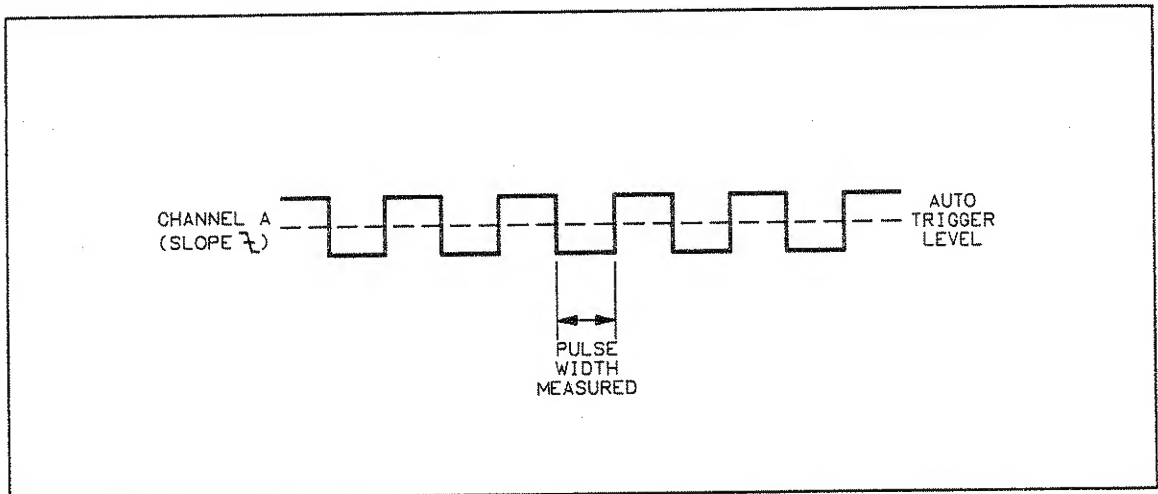 CHANNEL A
(SLOPE ƪ)
AUTO
TRIGGER
LEVEL
PULSE
WIDTH
MEASURED